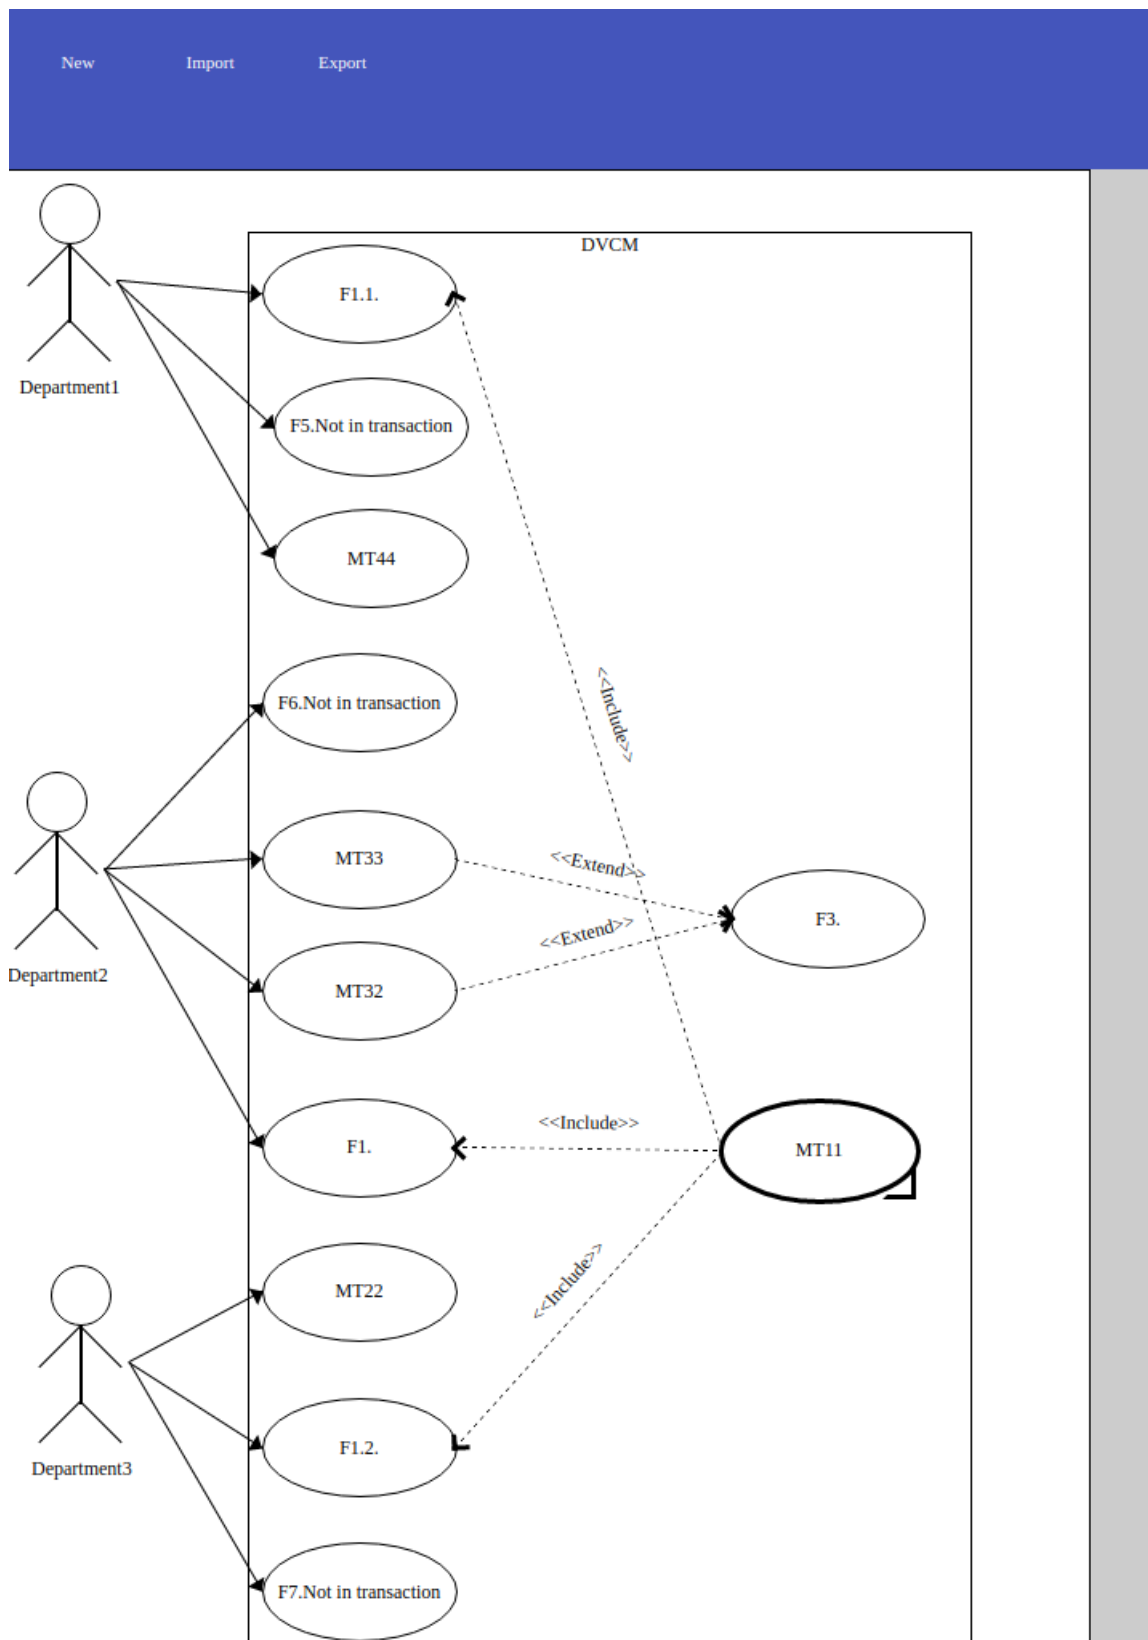 New
Import
Export
DVCM
F1.1.
Department1
F5.Not in transaction
MT44
<<Include>>
F6.Not in transaction
MT33
<<Extend>>
F3.
<<Extend>>
Department2
MT32
<<Include>>
F1.
MT11
<<Include>>
MT22
F1.2.
Department3
F7.Not in transaction